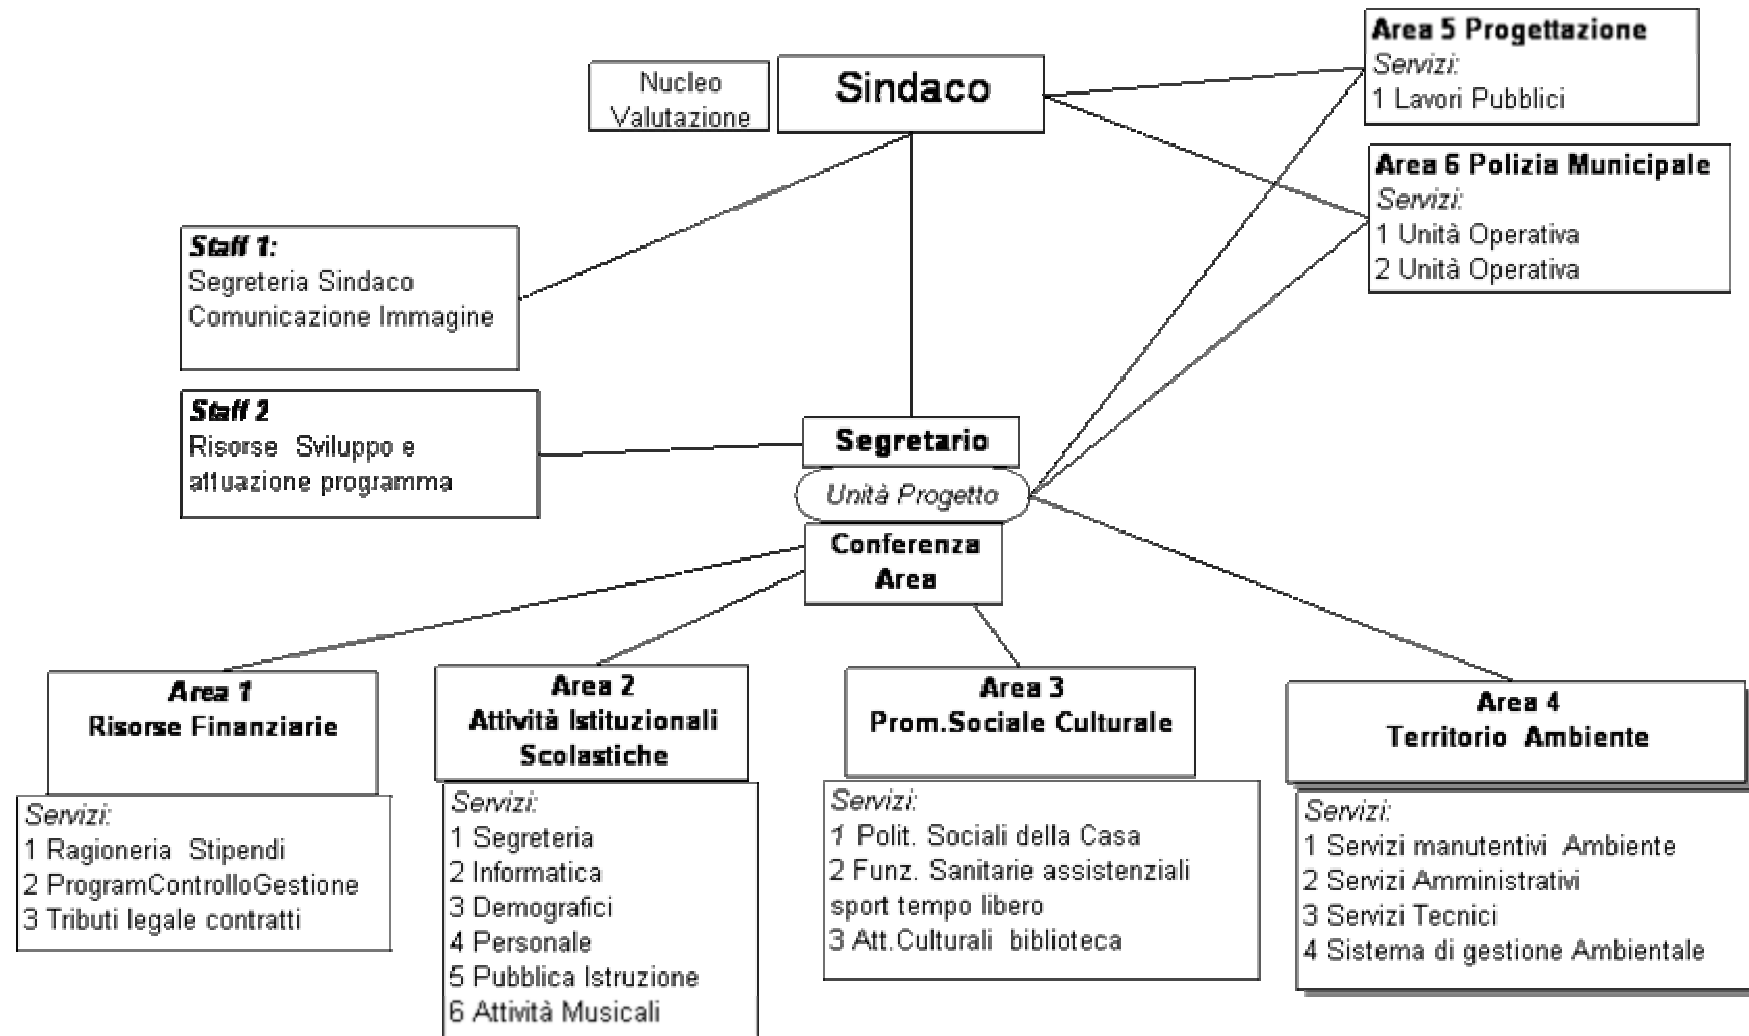 Nucleo
Valutazione
Sindaco
Area 5 Progettazione
Servizi:
1 Lavori Pubblici
Area 6 Polizia Municipale
Servizi:
1 Unità Operativa
2 Unità Operativa
Staff 1:
Segreteria Sindaco
Comunicazione Immagine
Staff 2
Risorse Sviluppo e
attuazione programma
Segretario
Unità Progetto
Conferenza
Area
Area 1
Risorse Finanziarie
Servizi:
1 Ragioneria Stipendi
2 ProgramControlloGestione
3 Tributi legale contratti
Area 2
Attività Istituzionali
Scolastiche
Servizi:
1 Segreteria
2 Informatica
3 Demografici
4 Personale
5 Pubblica Istruzione
6 Attività Musicali
Area 3
Prom.Sociale Culturale
Servizi:
1 Polit. Sociali della Casa
2 Funz. Sanitarie assistenziali
sport tempo libero
3 Att.Culturali biblioteca
Area 4
Territorio Ambiente
Servizi:
1 Servizi manutentivi Ambiente
2 Servizi Amministrativi
3 Servizi Tecnici
4 Sistema di gestione Ambientale